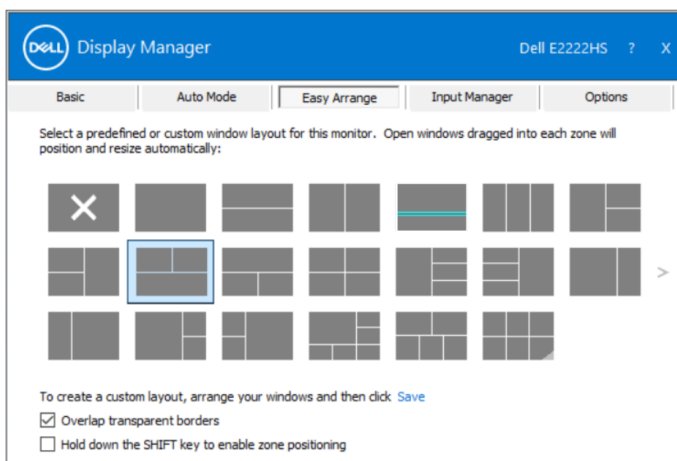 DELL Display Manager Dell E2222HS ? X
Basic Auto Mode Easy Arrange Input Manager Options
Select a predefined or custom window layout for this monitor. Open windows dragged into each zone will
position and resize automatically:
>
To create a custom layout, arrange your windows and then click Save
Overlap transparent borders
Hold down the SHIFT key to enable zone positioning